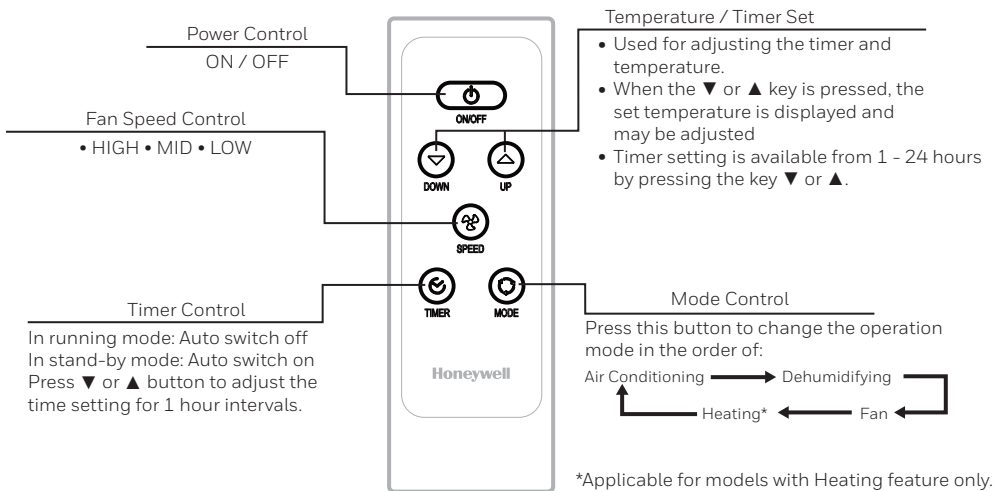 Power Control
ON / OFF
Fan Speed Control
• HIGH • MID • LOW
Timer Control
In running mode: Auto switch off
In stand-by mode: Auto switch on
Press ▼ or ▲ button to adjust the
time setting for 1 hour intervals.
ON/OFF
DOWN
UP
SPEED
TIMER
MODE
Honeywell
Temperature / Timer Set
• Used for adjusting the timer and
temperature.
• When the ▼ or ▲ key is pressed, the
set temperature is displayed and
may be adjusted
• Timer setting is available from 1 - 24 hours
by pressing the key ▼ or ▲.
Mode Control
Press this button to change the operation
mode in the order of:
Air Conditioning
Dehumidifying
Heating*
Fan
*Applicable for models with Heating feature only.